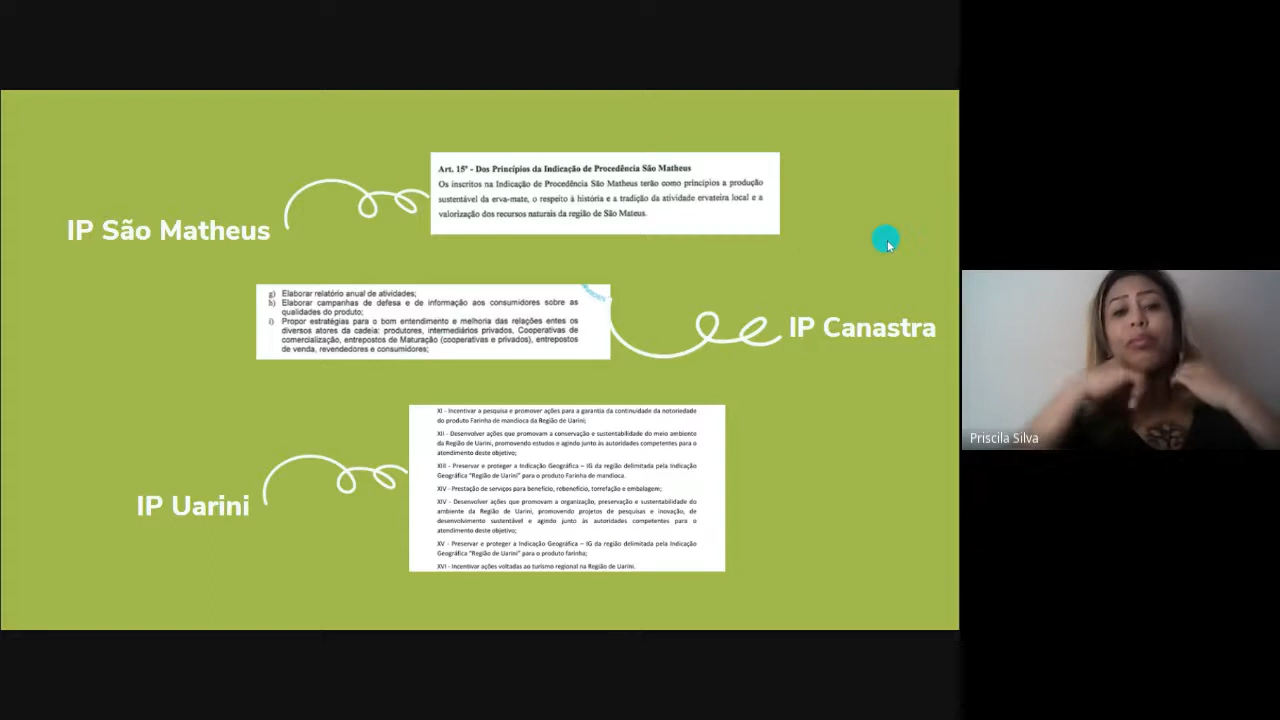 IP São Matheus
Art. 15º - Dos Princípios da Indicação de Procedência São Matheus
Os inscritos na Indicação de Procedência São Matheus terão como princípios a produção
sustentável da erva-mate, o respeito à história e a tradição da atividade ervateira local e a
valorização dos recursos naturais da região de São Mateus.
g) Elaborar relatório anual de atividades;
h) Elaborar campanhas de defesa e de informação aos consumidores sobre as
qualidades do produto;
i) Propor estratégias para o bom entendimento e melhoria das relações entes os
diversos atores da cadeia: produtores, intermediários privados, Cooperativas de
comercialização, entrepostos de Maturação (cooperativas e privados), entrepostos
de venda, revendedores e consumidores;
IP Canastra
IP Uarini
XI - Incentivar a pesquisa e promover ações para a garantia da continuidade da notoriedade
do produto Farinha de mandioca da Região de Uarini;
XII - Desenvolver ações que promovam a conservação e sustentabilidade do meio ambiente
da Região de Uarini, promovendo estudos e agindo junto às autoridades competentes para o
atendimento deste objetivo;
XIII - Preservar e proteger a Indicação Geográfica – IG da região delimitada pela Indicação
Geográfica "Região de Uarini" para o produto Farinha de mandioca.
XIV - Prestação de serviços para benefício, rebenefício, torrefação e embalagem;
XIV - Desenvolver ações que promovam a organização, preservação e sustentabilidade do
ambiente da Região de Uarini, promovendo projetos de pesquisas e inovação, de
desenvolvimento sustentável e agindo junto às autoridades competentes para o
atendimento deste objetivo;
XV - Preservar e proteger a Indicação Geográfica – IG da região delimitada pela Indicação
Geográfica "Região de Uarini" para o produto farinha;
XVI - Incentivar ações voltadas ao turismo regional na Região de Uarini.
Priscila Silva